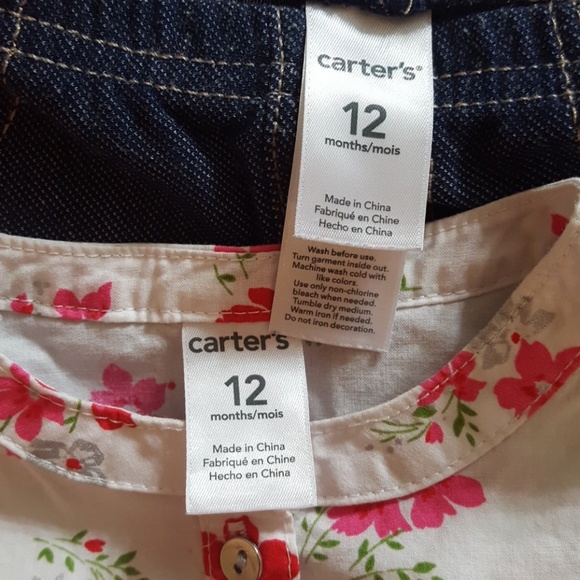 carter's®
12
months/mois
Made in China
Fabriqué en Chine
Hecho en China
Wash before use.
Turn garment inside out.
Machine wash cold with
like colors.
Use only non-chlorine
bleach when needed.
Tumble dry medium.
Warm iron if needed.
Do not iron decoration.
carter's
12
months/mois
Made in China
Fabriqué en Chine
Hecho en China